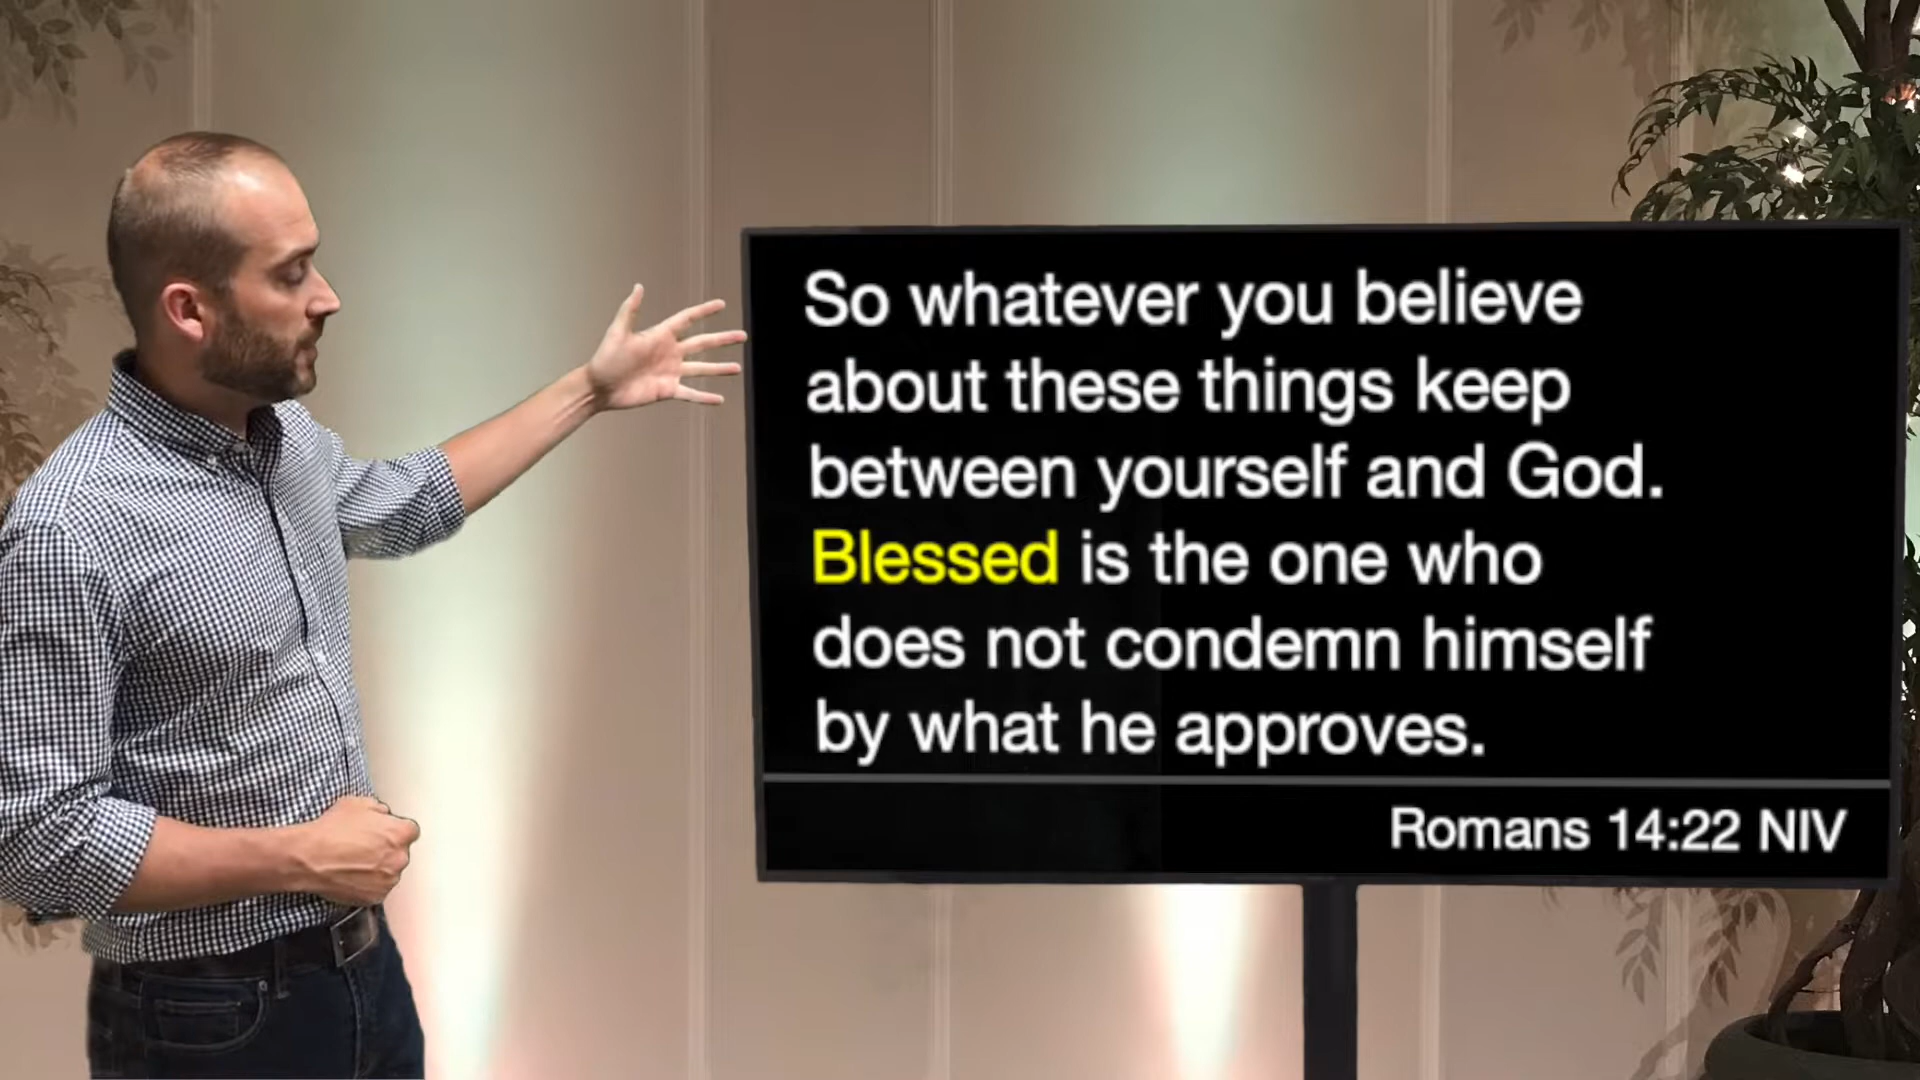 So whatever you believe
about these things keep
between yourself and God.
Blessed is the one who
does not condemn himself
by what he approves.
Romans 14:22 NIV